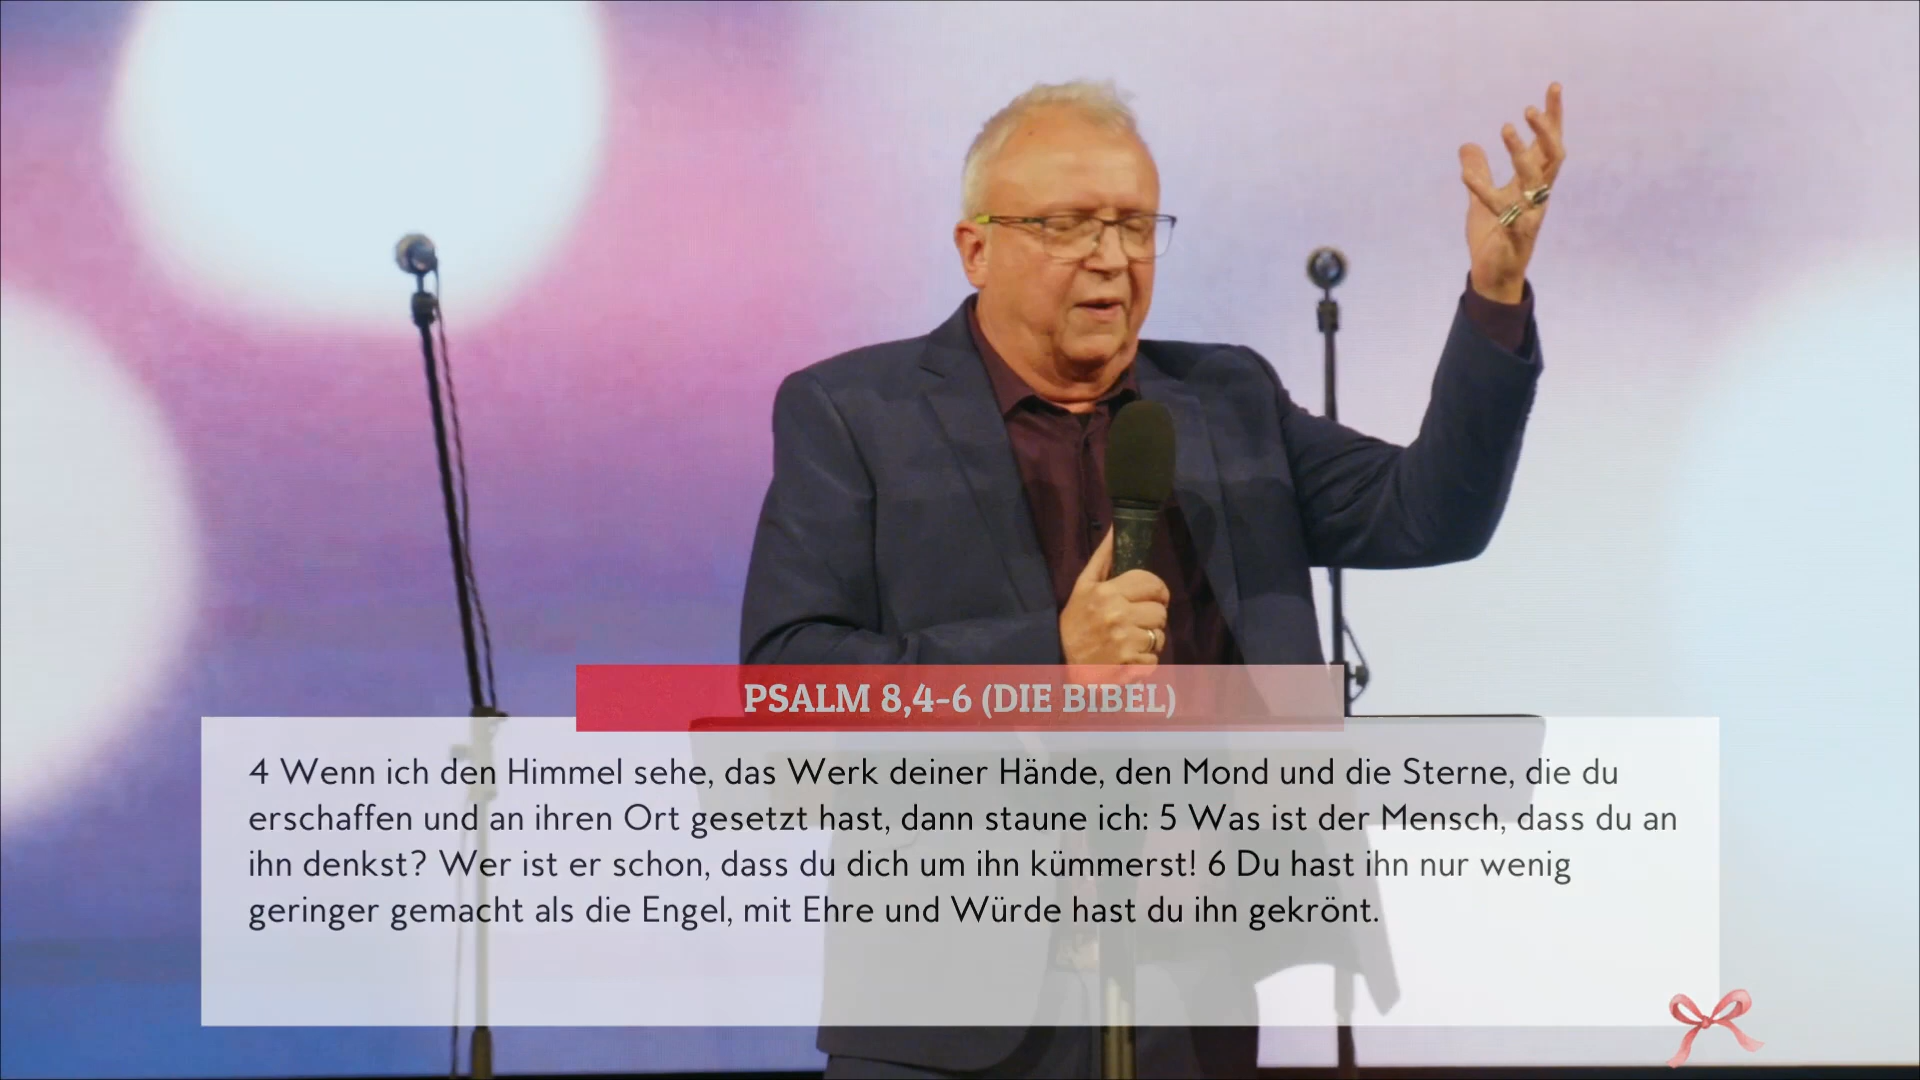 PSALM 8,4-6 (DIE BIBEL)
4 Wenn ich den Himmel sehe, das Werk deiner Hände, den Mond und die Sterne, die du
erschaffen und an ihren Ort gesetzt hast, dann staune ich: 5 Was ist der Mensch, dass du an
ihn denkst? Wer ist er schon, dass du dich um ihn kümmerst! 6 Du hast ihn nur wenig
geringer gemacht als die Engel, mit Ehre und Würde hast du ihn gekrönt.